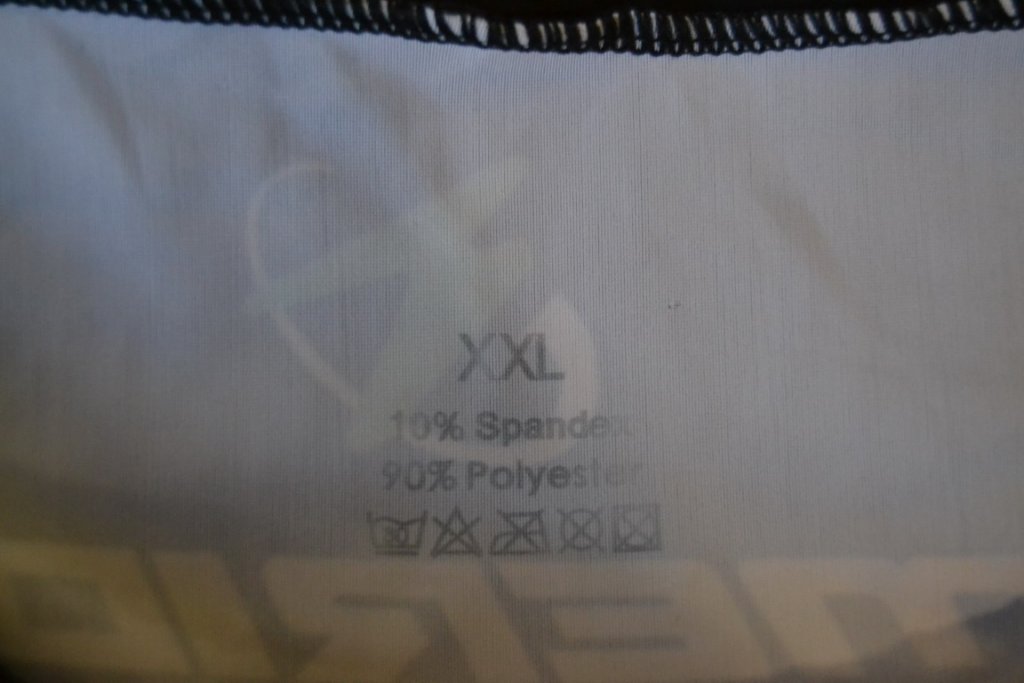 XXL
10% Spandex
90% Polyester